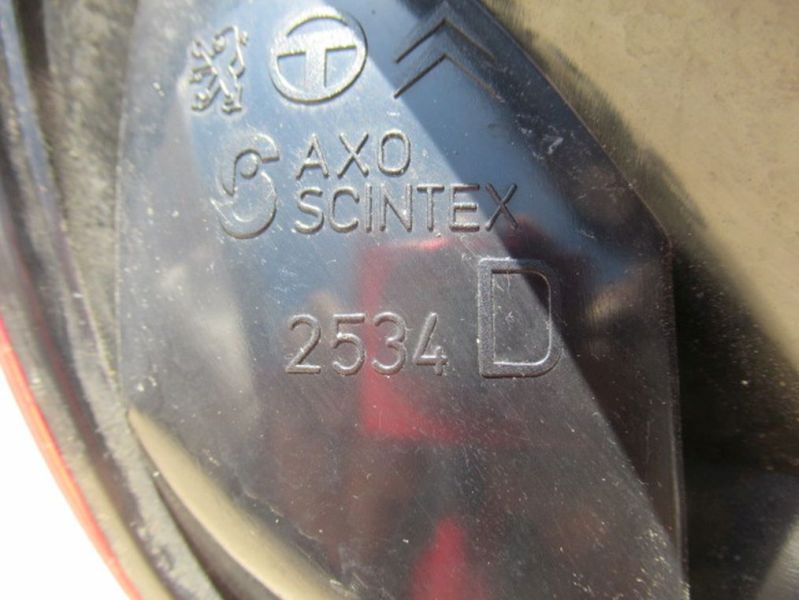 AXO
SCINTEX
2534 D